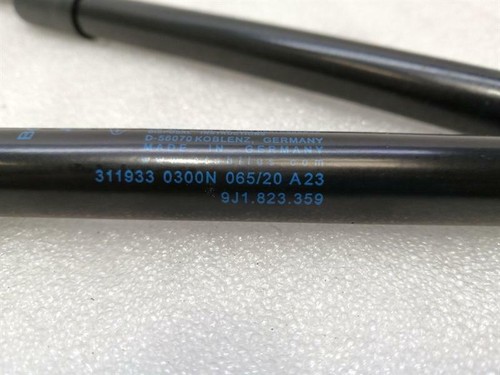 D-56070 KOBLENZ, GERMANY
MADE IN GERMANY
311933 0300N 065/20 A23
9J1.823.359